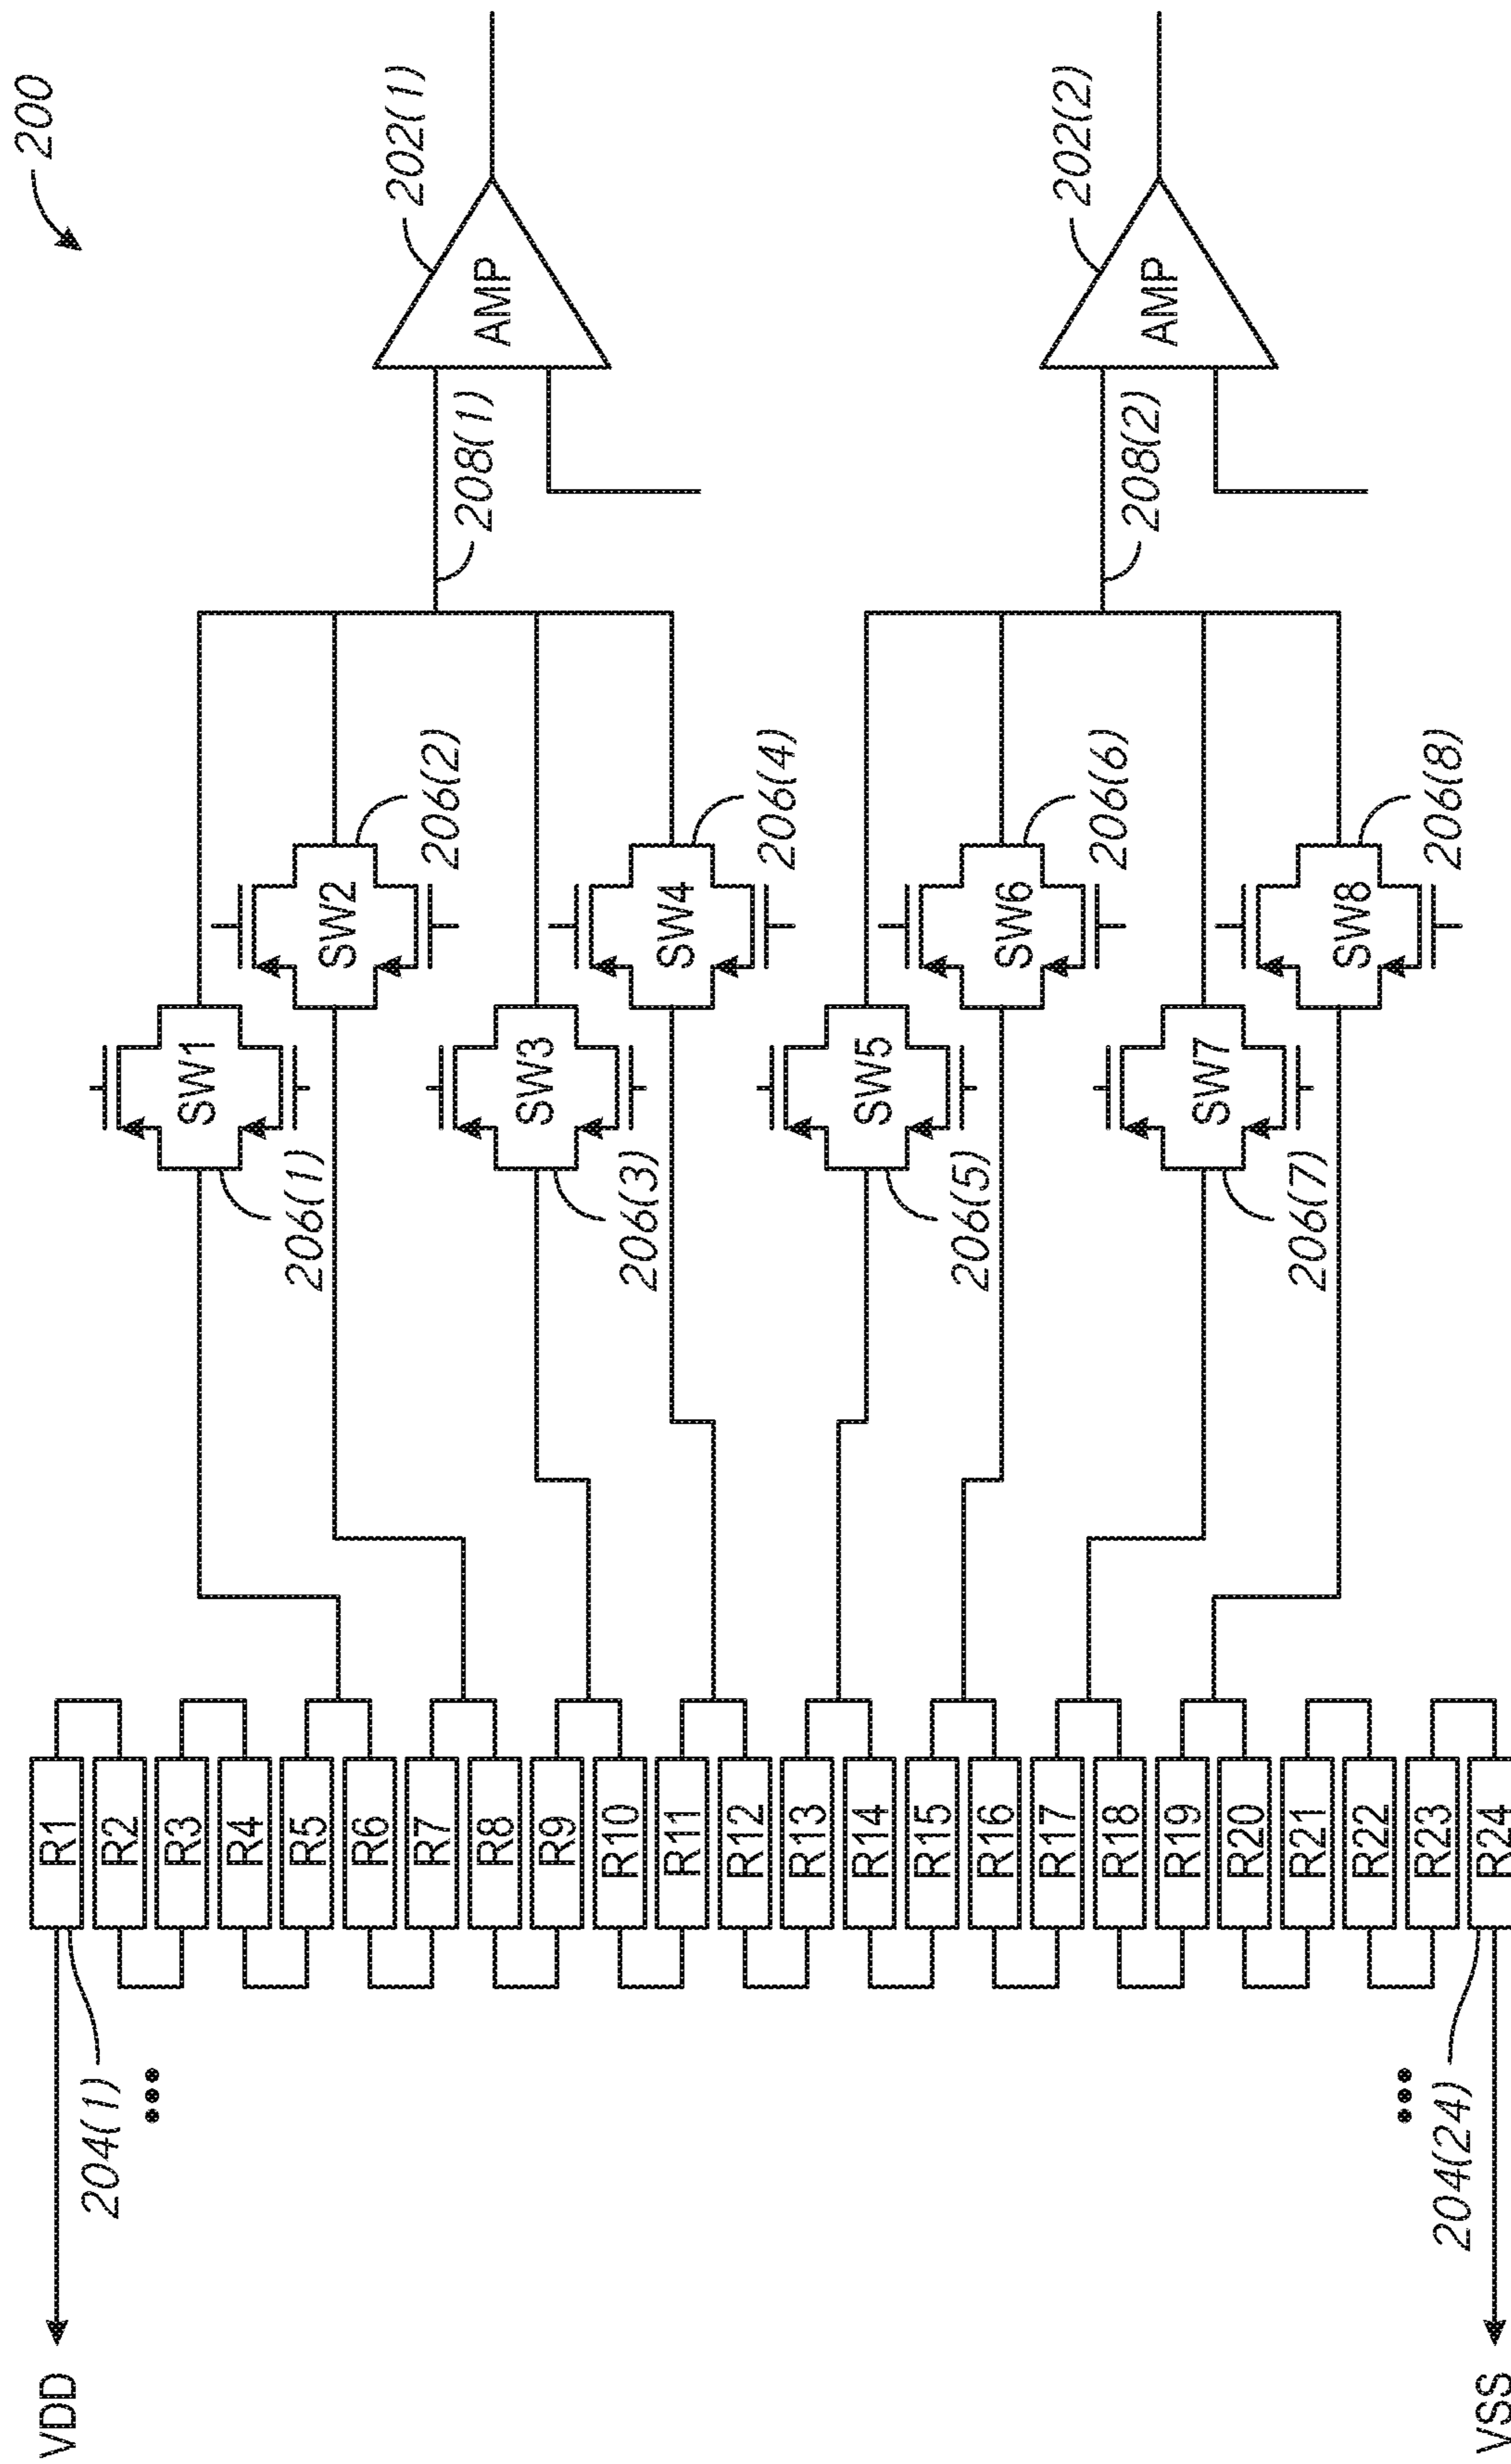 200
202(1)
AMP
208(1)
202(2)
AMP
208(2)
SW1
206(1)
SW2
206(2)
SW3
206(3)
SW4
206(4)
SW5
206(5)
SW6
206(6)
SW7
206(7)
SW8
206(8)
R1
R2
R3
R4
R5
R6
R7
R8
R9
R10
R11
R12
R13
R14
R15
R16
R17
R18
R19
R20
R21
R22
R23
R24
204(1)
...
204(24)
...
VDD
VSS